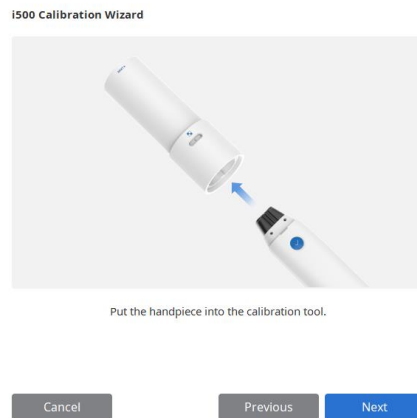 i500 Calibration Wizard
Put the handpiece into the calibration tool.
Cancel
Previous
Next